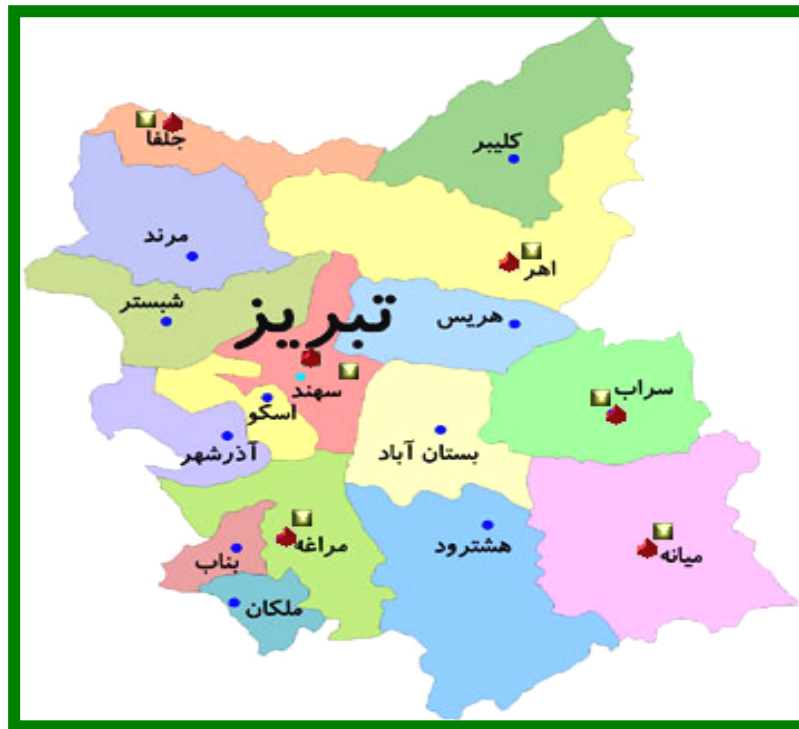 جلفا
کلیبر
مرند
اهر
شبستر
تبریز
هریس
سهند
سراب
اسکو
آذرشهر
بستان آباد
مراغه
هشترود
میانه
بناب
ملکان